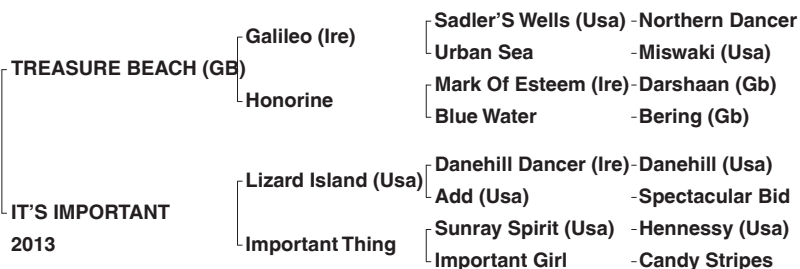 Sadler'S Wells (Usa) Northern Dancer
Galileo (Ire)
Urban Sea Miswaki (Usa)
TREASURE BEACH (GB)
Mark Of Esteem (Ire) Darshaan (Gb)
Honorine
Blue Water Bering (Gb)
Danehill Dancer (Ire) Danehill (Usa)
Lizard Island (Usa)
Add (Usa) Spectacular Bid
IT'S IMPORTANT
Sunray Spirit (Usa) Hennessy (Usa)
2013 Important Thing
Important Girl Candy Stripes